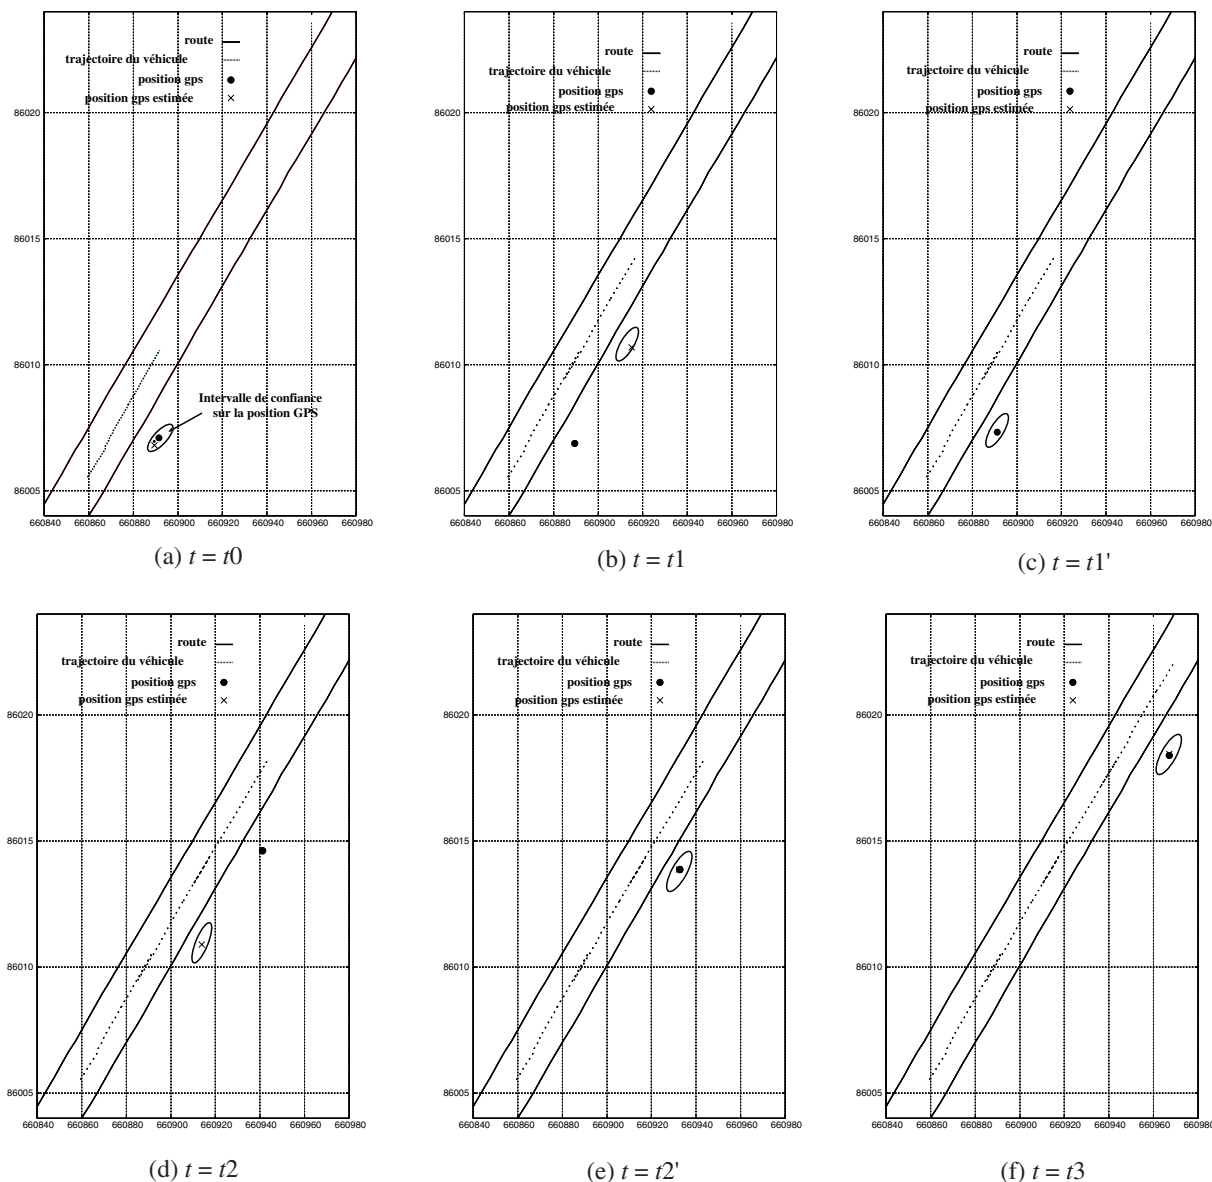 route
trajectoire du véhicule
position gps
position gps estimée
86020
86015
86010
86005
Intervalle de confiance
sur la position GPS
660840 660860 660880 660900 660920 660940 660960 660980
(a) t = t0
route
trajectoire du véhicule
position gps
position gps estimée
86020
86015
86010
86005
660840 660860 660880 660900 660920 660940 660960 660980
(b) t = t1
route
trajectoire du véhicule
position gps
position gps estimée
86020
86015
86010
86005
660840 660860 660880 660900 660920 660940 660960 660980
(c) t = t1'
route
trajectoire du véhicule
position gps
position gps estimée
86020
86015
86010
86005
660840 660860 660880 660900 660920 660940 660960 660980
(d) t = t2
route
trajectoire du véhicule
position gps
position gps estimée
86020
86015
86010
86005
660840 660860 660880 660900 660920 660940 660960 660980
(e) t = t2'
route
trajectoire du véhicule
position gps
position gps estimée
86020
86015
86010
86005
660840 660860 660880 660900 660920 660940 660960 660980
(f) t = t3